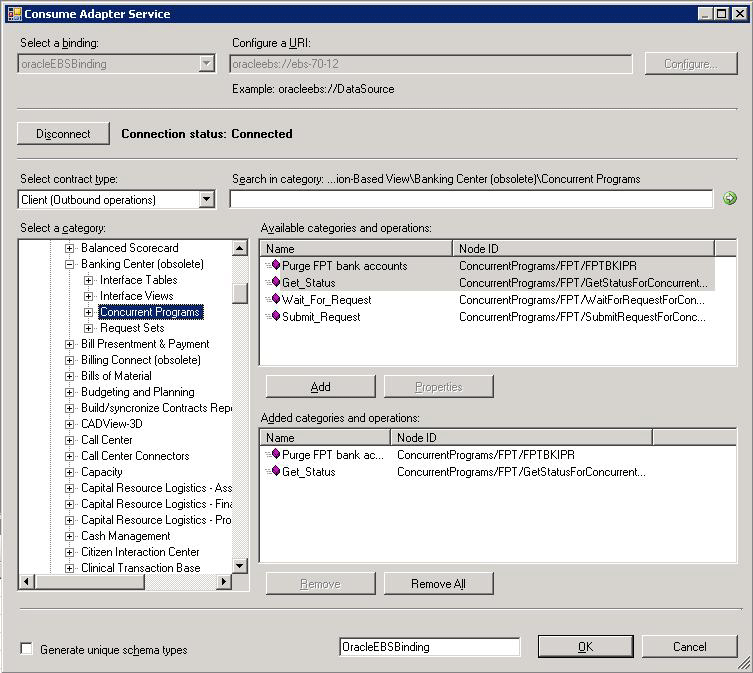 Consume Adapter Service
Select a binding:
Configure a URI:
oracleEBSBinding
oracleebs://ebs-70-12
Configure...
Example: oracleebs://DataSource
Disconnect
Connection status: Connected
Select contract type:
Search in category: ...ion-Based View\Banking Center (obsolete)\Concurrent Programs
Client (Outbound operations)
Select a category:
Available categories and operations:
Balanced Scorecard
Banking Center (obsolete)
Interface Tables
Interface Views
Concurrent Programs
Request Sets
Bill Presentment & Payment
Billing Connect (obsolete)
Bills of Material
Budgeting and Planning
Build/syncronize Contracts Repo
CADView-3D
Call Center
Call Center Connectors
Capacity
Capital Resource Logistics - Ass
Capital Resource Logistics - Fina
Capital Resource Logistics - Pro
Cash Management
Citizen Interaction Center
Clinical Transaction Base
Name Node ID
Purge FPT bank accounts ConcurrentPrograms/FPT/FPTBKIPR
Get_Status ConcurrentPrograms/FPT/GetStatusForConcurrent...
Wait_For_Request ConcurrentPrograms/FPT/WaitForRequestForCon...
Submit_Request ConcurrentPrograms/FPT/SubmitRequestForConc...
Add
Properties
Added categories and operations:
Name Node ID
Purge FPT bank ac... ConcurrentPrograms/FPT/FPTBKIPR
Get_Status ConcurrentPrograms/FPT/GetStatusForConcurrent...
Remove
Remove All
Generate unique schema types
OracleEBSBinding
OK
Cancel